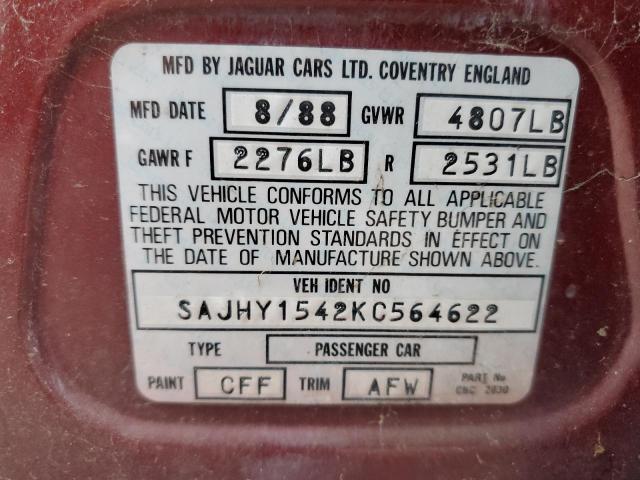 MFD BY JAGUAR CARS LTD. COVENTRY ENGLAND
MFD DATE 8/88 GVWR 4807LB
GAWR F 2276LB R 2531LB
THIS VEHICLE CONFORMS TO ALL APPLICABLE
FEDERAL MOTOR VEHICLE SAFETY BUMPER AND
THEFT PREVENTION STANDARDS IN EFFECT ON
THE DATE OF MANUFACTURE SHOWN ABOVE.
VEH IDENT NO
SAJHY1542KC564622
TYPE PASSENGER CAR
PAINT CFF TRIM AFW PART No